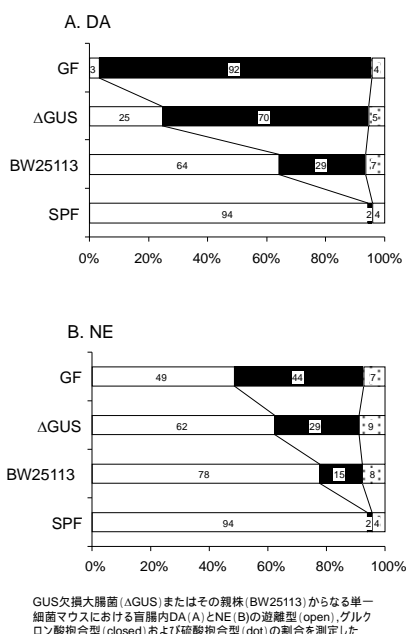 A. DA
GF 3 92 4
ΔGUS 25 70 5
BW25113 64 29 7
SPF 94 2 4
0% 20% 40% 60% 80% 100%
B. NE
GF 49 44 7
ΔGUS 62 29 9
BW25113 78 15 8
SPF 94 2 4
0% 20% 40% 60% 80% 100%
GUS欠損大腸菌(ΔGUS)またはその親株(BW25113)からなる単一
細菌マウスにおける盲腸内DA(A)とNE(B)の遊離型(open),グルク
ロン酸抱合型(closed)および硫酸抱合型(dot)の割合を測定した